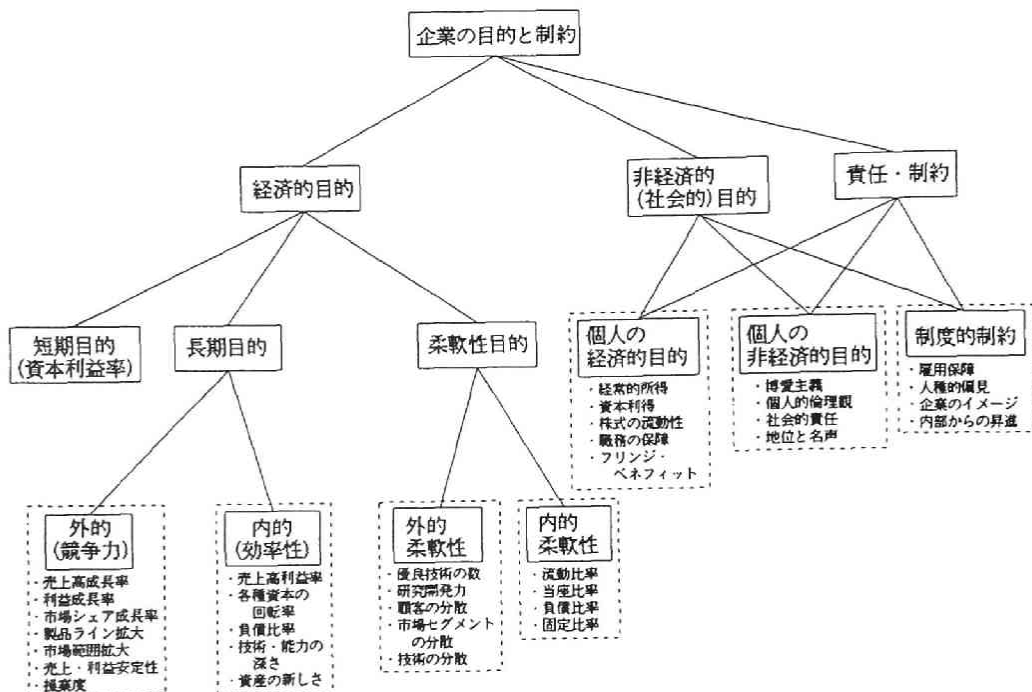 企業の目的と制約
経済的目的
非経済的
(社会的)目的
責任・制約
短期目的
(資本利益率)
長期目的
柔軟性目的
個人の
経済的目的
・経常的所得
・資本利得
・株式の流動性
・職務の保障
・フリンジ・
ベネフィット
個人の
非経済的目的
・博愛主義
・個人的倫理観
・社会的責任
・地位と名声
制度的制約
・雇用保障
・人種的偏見
・企業のイメージ
・内部からの昇進
外的
(競争力)
・売上高成長率
・利益成長率
・市場シェア成長率
・製品ライン拡大
・市場範囲拡大
・売上・利益安定性
・操業度
内的
(効率性)
・売上高利益率
・各種資本の
回転率
・負債比率
・技術・能力の
深さ
・資産の新しさ
外的
柔軟性
・優良技術の数
・研究開発力
・顧客の分散
・市場セグメント
の分散
・技術の分散
内的
柔軟性
・流動比率
・当座比率
・負債比率
・固定比率